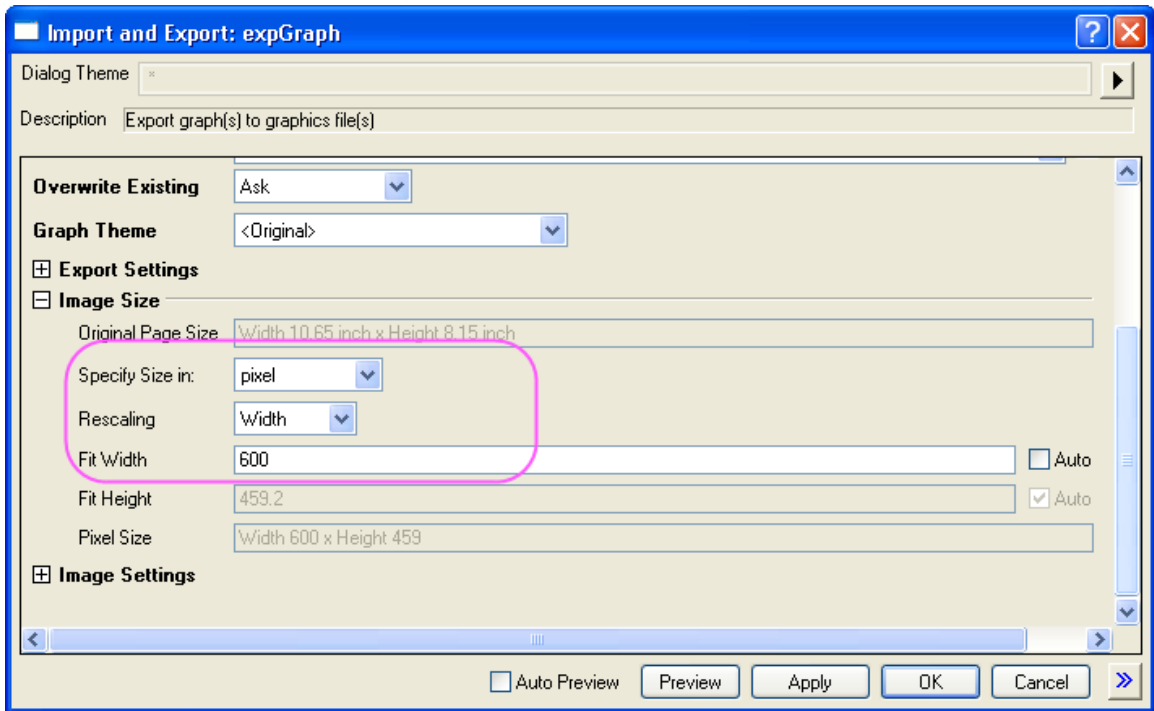 Import and Export: expGraph
Dialog Theme *
Description Export graph(s) to graphics file(s)
Overwrite Existing Ask
Graph Theme <Original>
Export Settings
Image Size
Original Page Size Width 10.65 inch x Height 8.15 inch
Specify Size in: pixel
Rescaling Width
Fit Width 600 Auto
Fit Height 459.2 Auto
Pixel Size Width 600 x Height 459
Image Settings
Auto Preview Preview Apply OK Cancel